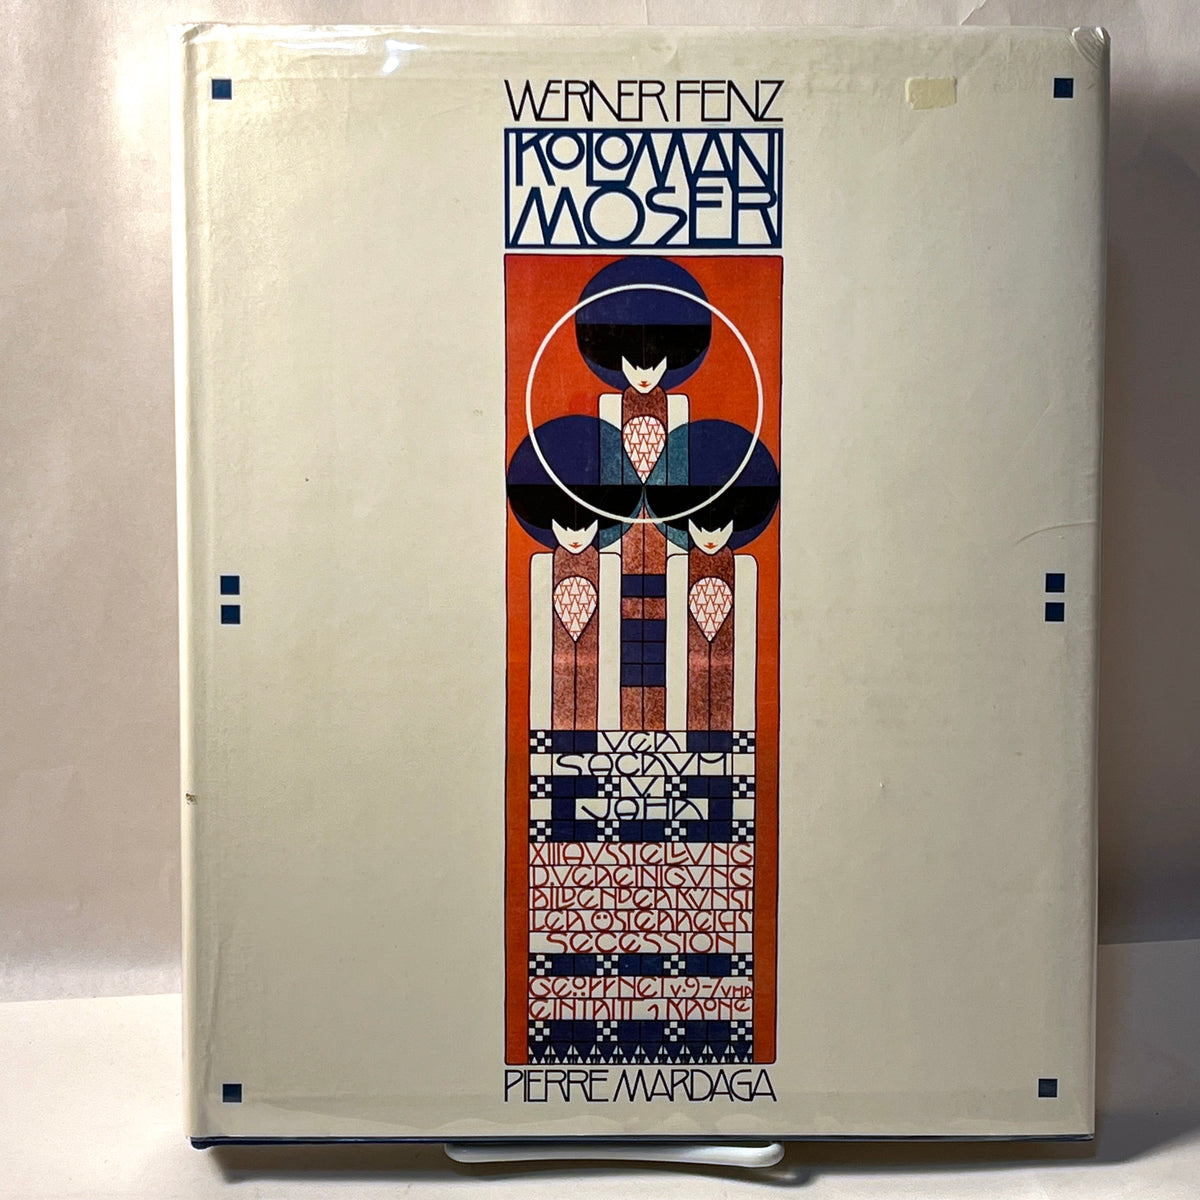 WERNER FENZ
KOLOMAN
MOSER
VER
SACRVM
V.
JAHR
XIII AVSSTELLVNG
D. VEREINIGVNG
BILDENDER KVNST
LER ÖSTERREICHS
SECESSION
GEÖFFNET V. 9-7 VHR
EINTRITT 1 KRONE
PIERRE MARDAGA